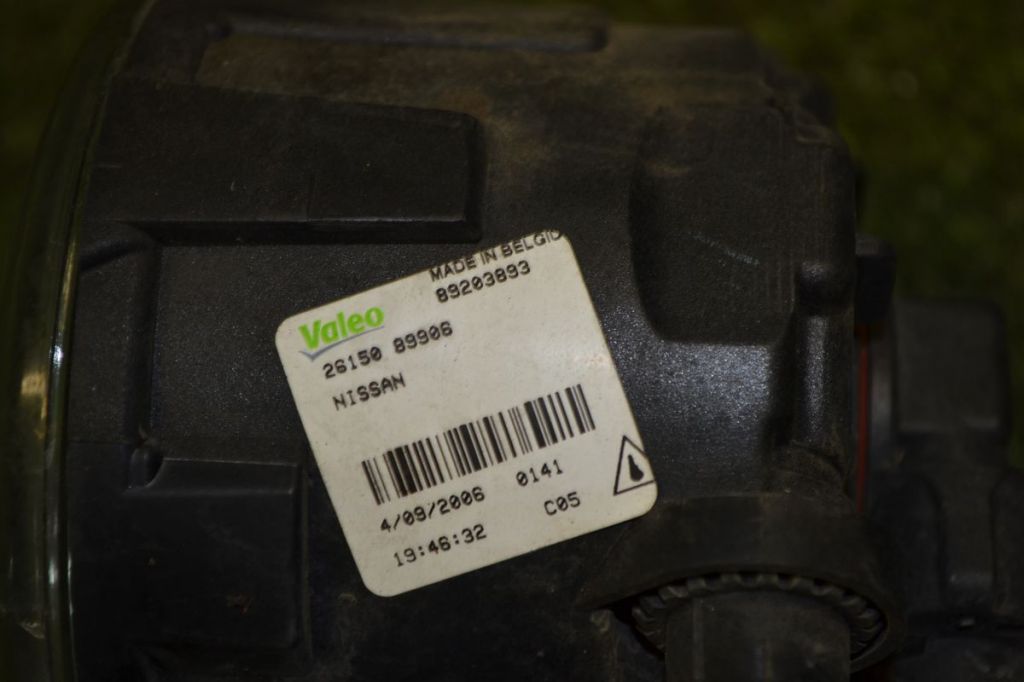 MADE IN BELGIO
89203893
Valeo
26150 89906
NISSAN
4/09/2006 0141
19:46:32 C05